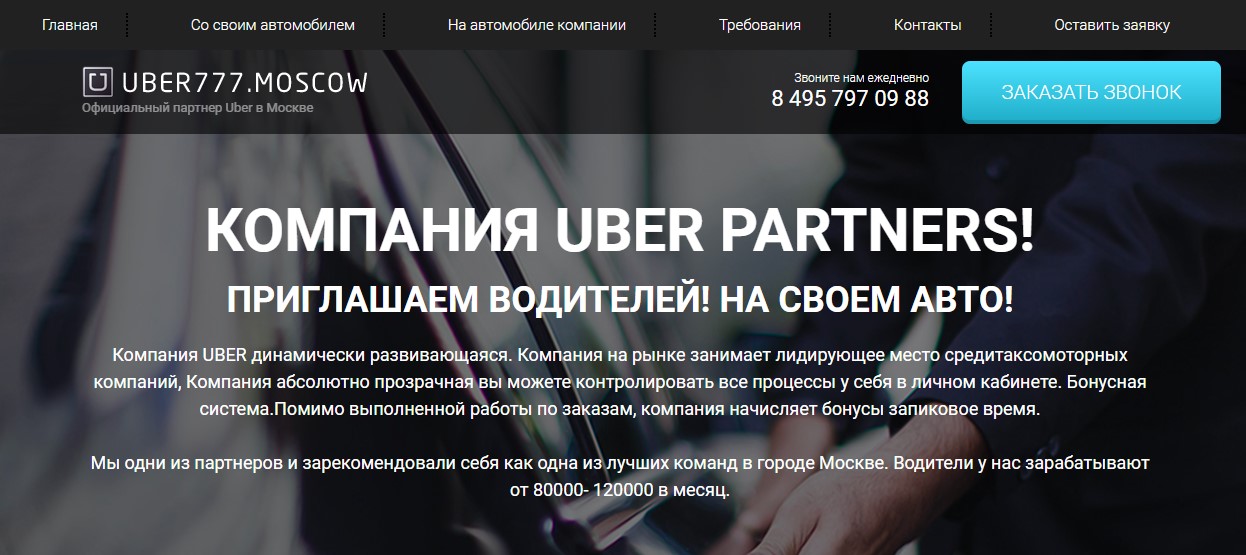 Главная Со своим автомобилем На автомобиле компании Требования Контакты Оставить заявку
UBER777.MOSCOW
Официальный партнер Uber в Москве
Звоните нам ежедневно
8 495 797 09 88
ЗАКАЗАТЬ ЗВОНОК
КОМПАНИЯ UBER PARTNERS!
ПРИГЛАШАЕМ ВОДИТЕЛЕЙ! НА СВОЕМ АВТО!
Компания UBER динамически развивающаяся. Компания на рынке занимает лидирующее место средитаксомоторных
компаний, Компания абсолютно прозрачная вы можете контролировать все процессы у себя в личном кабинете. Бонусная
система.Помимо выполненной работы по заказам, компания начисляет бонусы запиковое время.
Мы одни из партнеров и зарекомендовали себя как одна из лучших команд в городе Москве. Водители у нас зарабатывают
от 80000- 120000 в месяц.